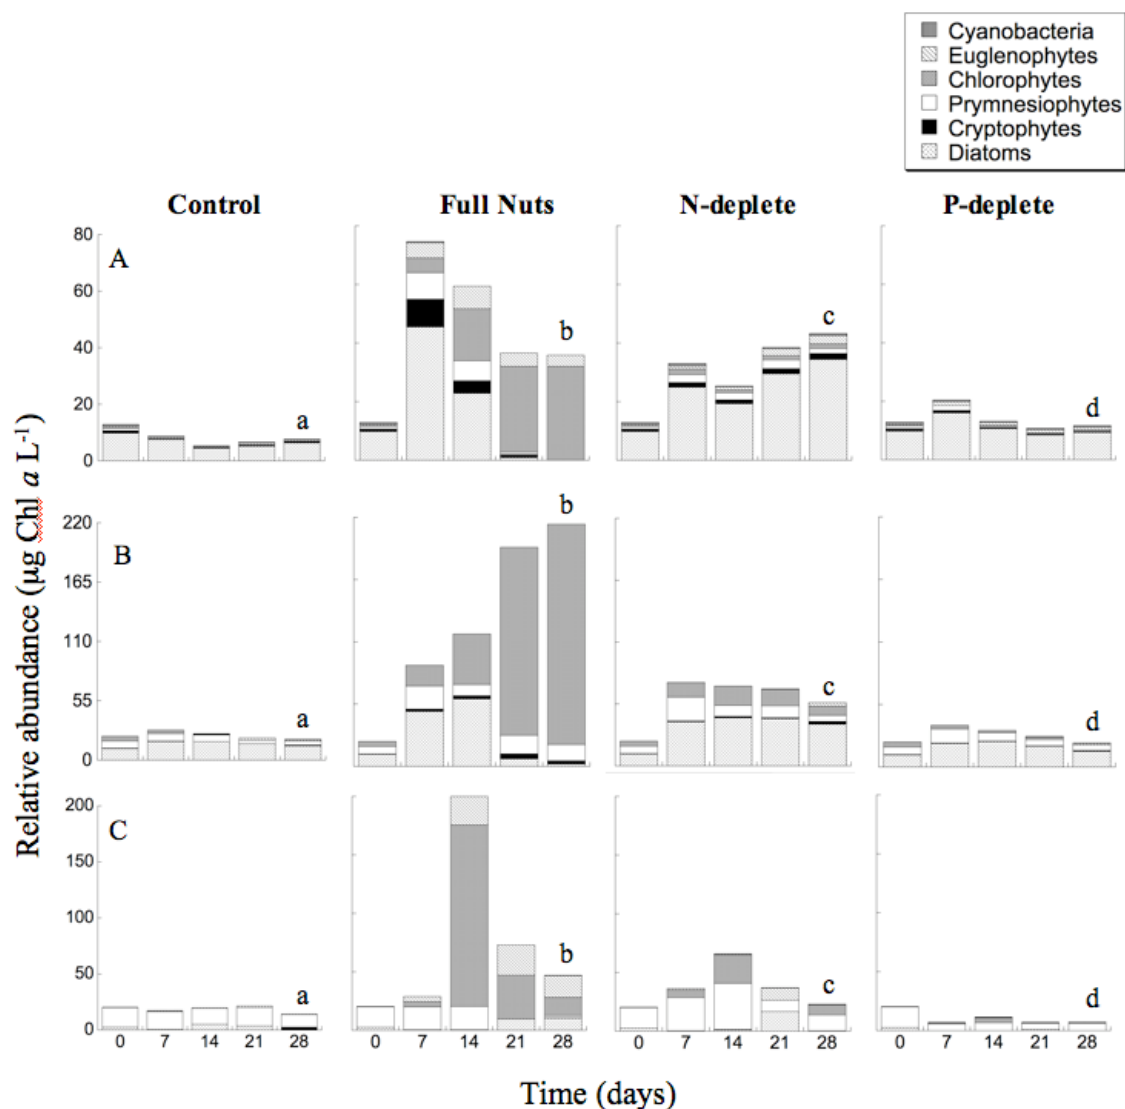 Cyanobacteria
Euglenophytes
Chlorophytes
Prymnesiophytes
Cryptophytes
Diatoms
Control Full Nuts N-deplete P-deplete
80
60
40
20
0
A
a
b
c
d
220
165
110
55
0
B
a
b
c
d
200
150
100
50
0
C
a
b
c
d
0 7 14 21 28 0 7 14 21 28 0 7 14 21 28 0 7 14 21 28
Relative abundance (µg Chl a L⁻¹)
Time (days)